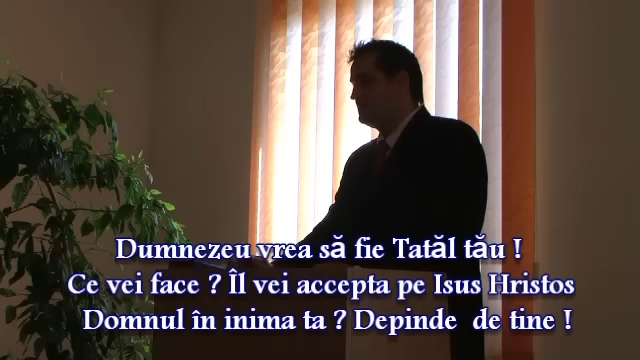 Dumnezeu vrea să fie Tatăl tău !
Ce vei face ? Îl vei accepta pe Isus Hristos
Domnul în inima ta ? Depinde de tine !